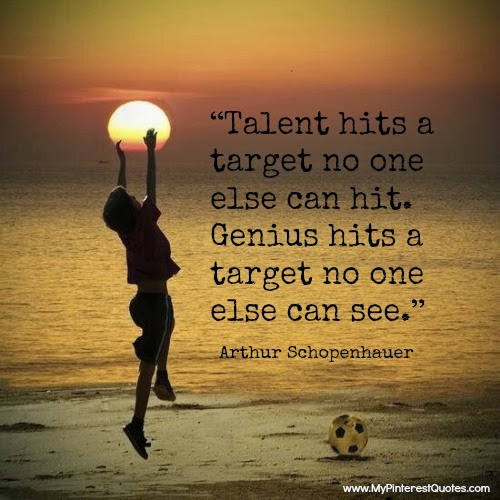 “Talent hits a
target no one
else can hit.
Genius hits a
target no one
else can see.”
Arthur Schopenhauer
www.MyPinterestQuotes.com